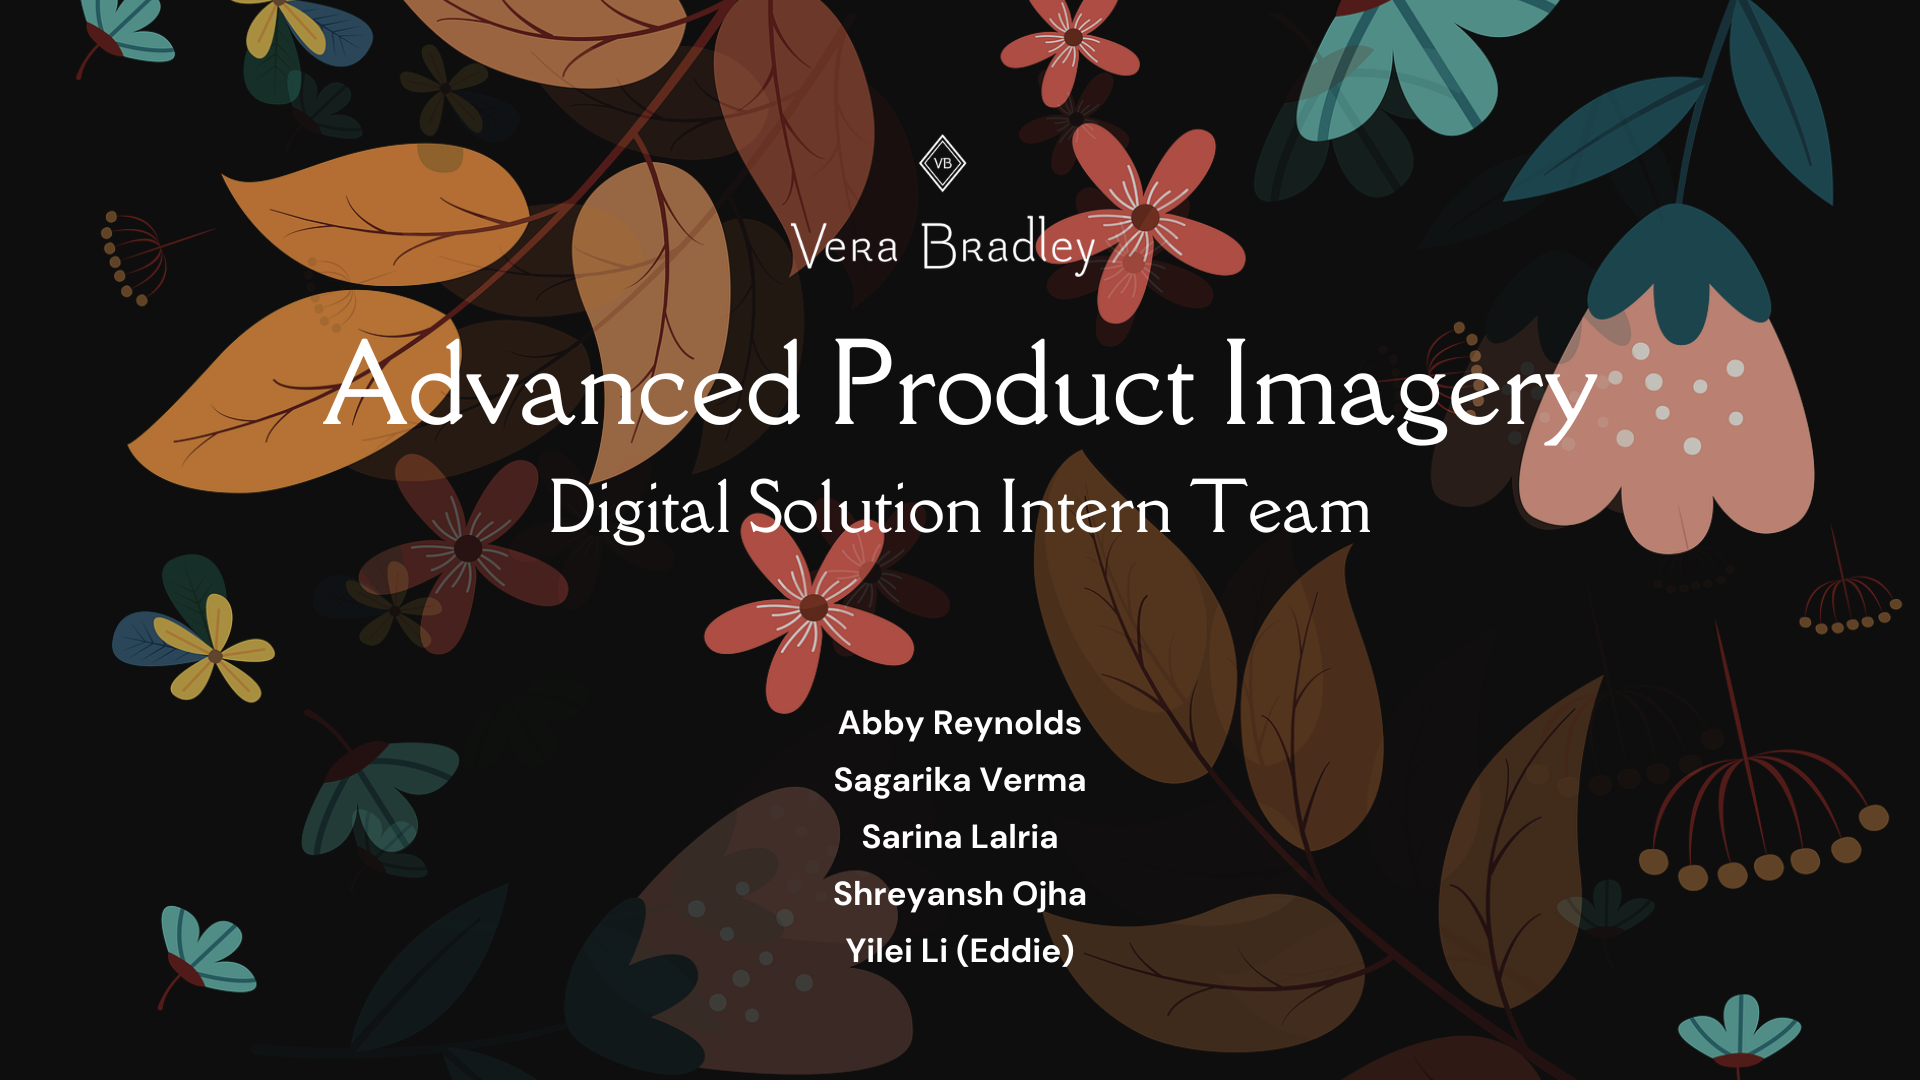 VB
Vera Bradley
Advanced Product Imagery
Digital Solution Intern Team
Abby Reynolds
Sagarika Verma
Sarina Lalria
Shreyansh Ojha
Yilei Li (Eddie)